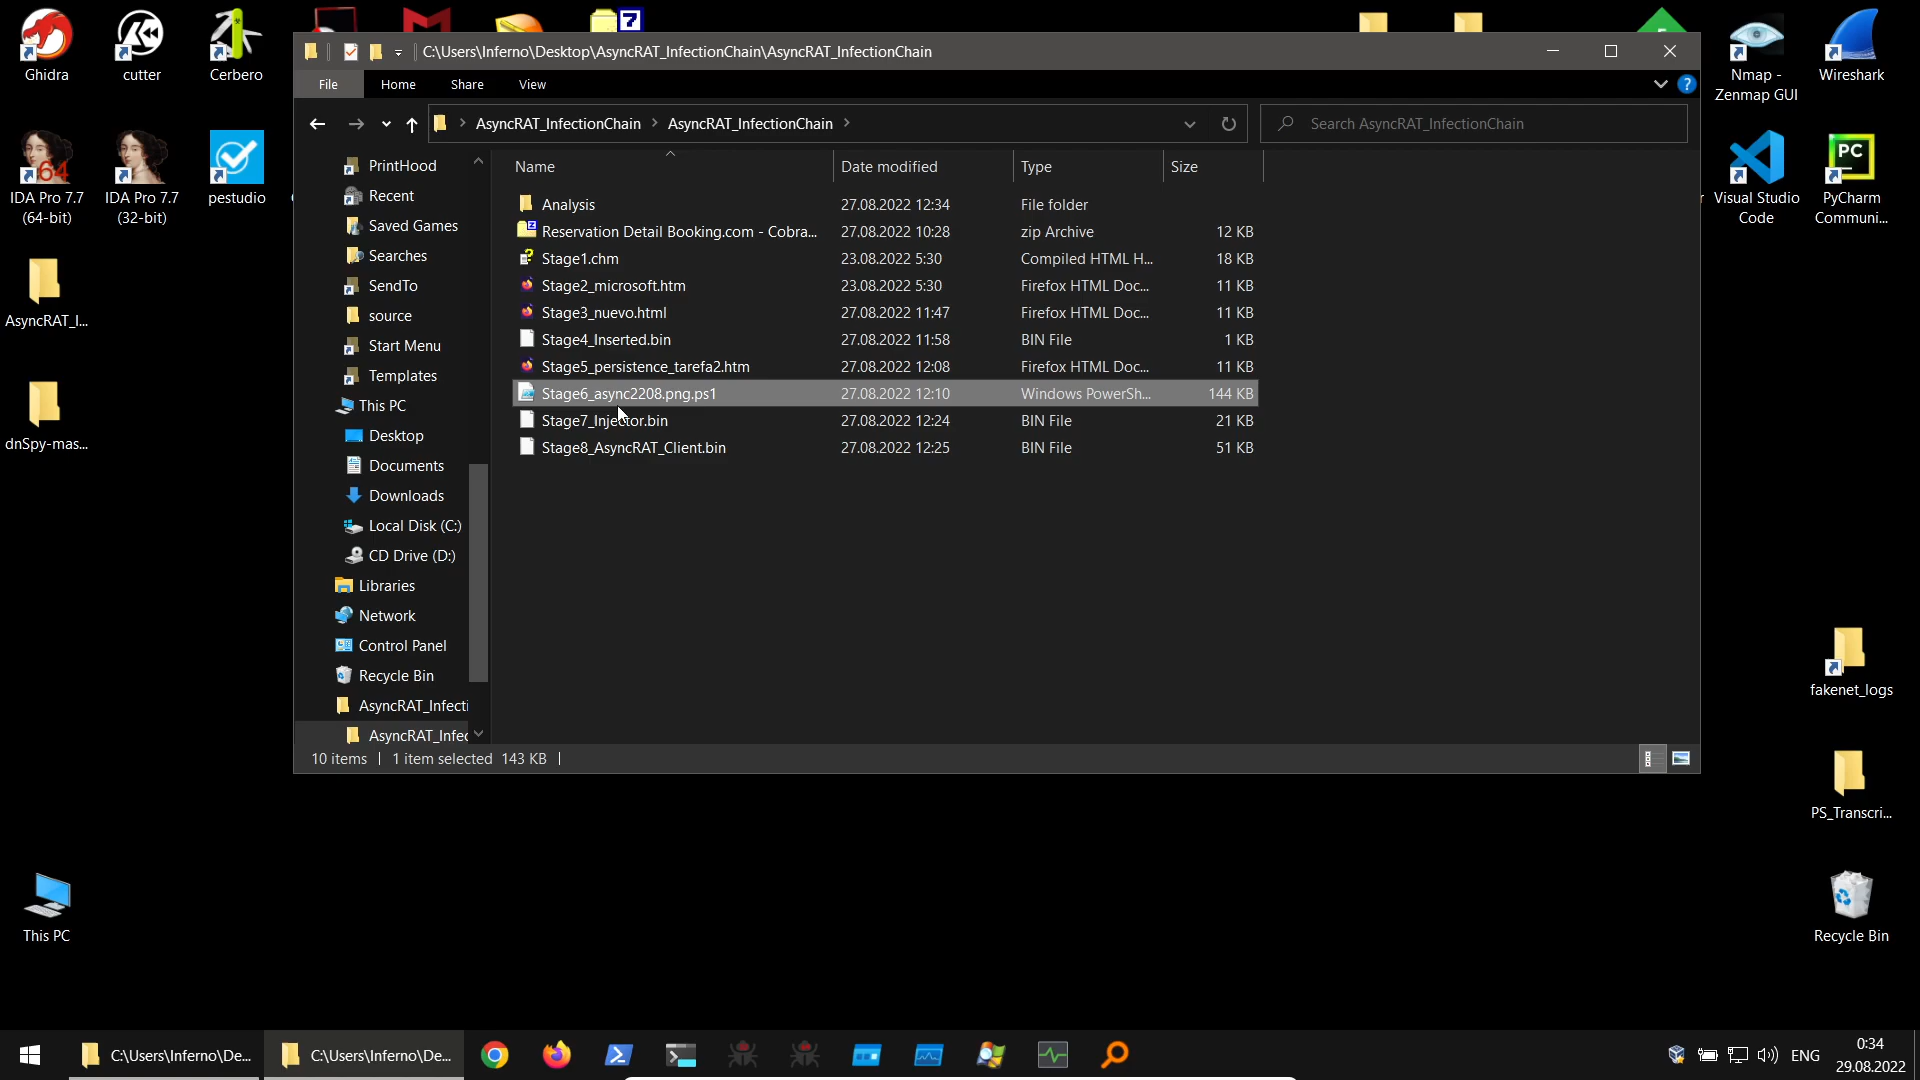 Ghidra
cutter
Cerbero
7
C:\Users\Inferno\Desktop\AsyncRAT_InfectionChain\AsyncRAT_InfectionChain
Nmap -
Zenmap GUI
Wireshark
File
Home
Share
View
?
AsyncRAT_InfectionChain
AsyncRAT_InfectionChain
Search AsyncRAT_InfectionChain
64
IDA Pro 7.7
(64-bit)
IDA Pro 7.7
(32-bit)
pestudio
r
Visual Studio
Code
PC
PyCharm
Communi...
AsyncRAT_I...
dnSpy-mas...
PrintHood
Recent
Saved Games
Searches
SendTo
source
Start Menu
Templates
This PC
Desktop
Documents
Downloads
Local Disk (C:)
CD Drive (D:)
Libraries
Network
Control Panel
Recycle Bin
AsyncRAT_Infecti
AsyncRAT_Infec
Name Date modified Type Size
Analysis 27.08.2022 12:34 File folder
Reservation Detail Booking.com - Cobra... 27.08.2022 10:28 zip Archive 12 KB
Stage1.chm 23.08.2022 5:30 Compiled HTML H... 18 KB
Stage2_microsoft.htm 23.08.2022 5:30 Firefox HTML Doc... 11 KB
Stage3_nuevo.html 27.08.2022 11:47 Firefox HTML Doc... 11 KB
Stage4_Inserted.bin 27.08.2022 11:58 BIN File 1 KB
Stage5_persistence_tarefa2.htm 27.08.2022 12:08 Firefox HTML Doc... 11 KB
Stage6_async2208.png.ps1 27.08.2022 12:10 Windows PowerSh... 144 KB
Stage7_Injector.bin 27.08.2022 12:24 BIN File 21 KB
Stage8_AsyncRAT_Client.bin 27.08.2022 12:25 BIN File 51 KB
10 items 1 item selected 143 KB
fakenet_logs
PS_Transcri...
This PC
Recycle Bin
C:\Users\Inferno\De...
C:\Users\Inferno\De...
ENG
0:34
29.08.2022